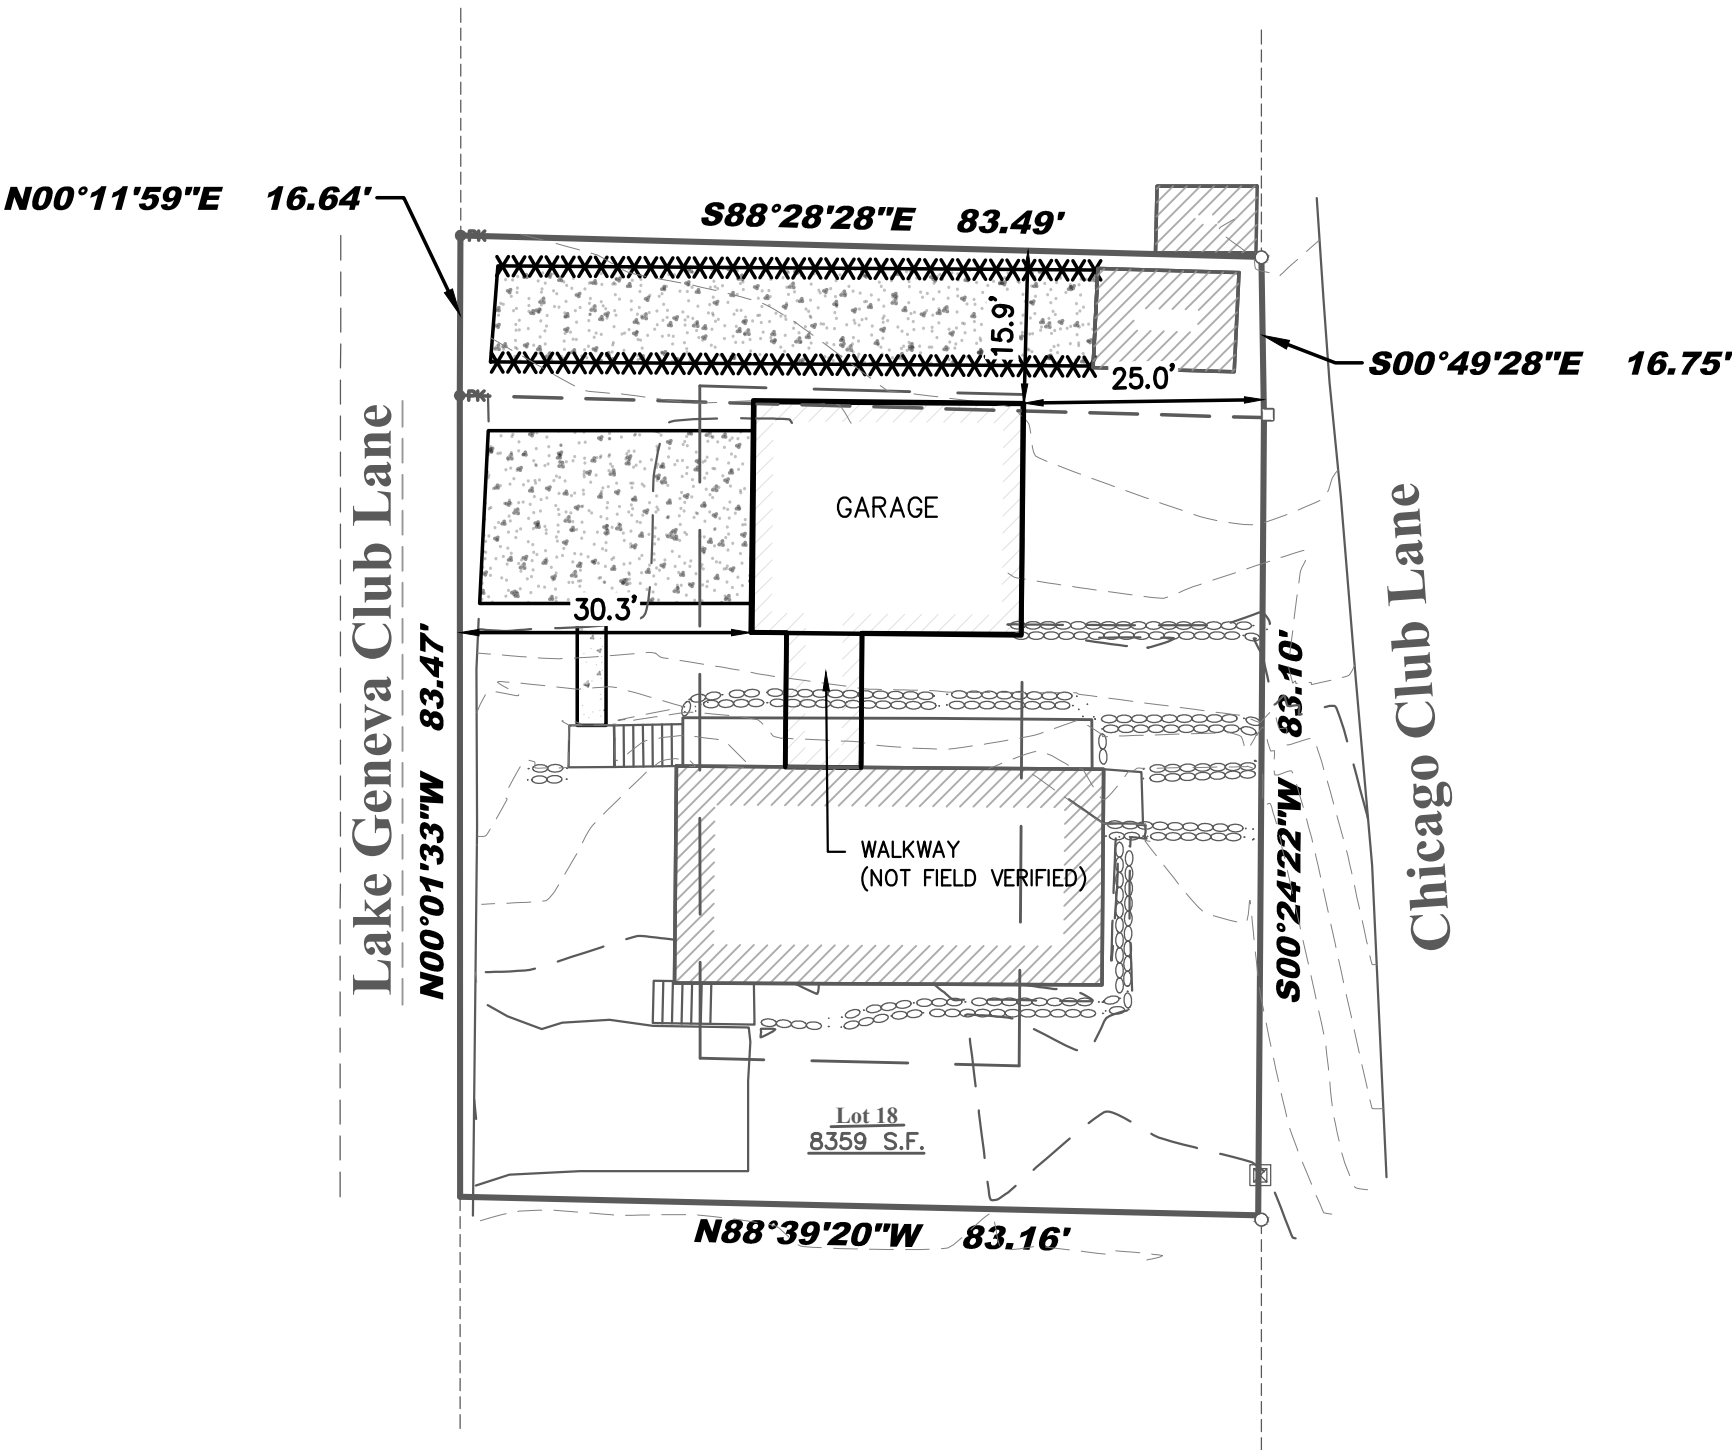 N00°11'59"E 16.64'
S88°28'28"E 83.49'
PK
15.9'
25.0'
S00°49'28"E 16.75'
PK
GARAGE
Lake Geneva Club Lane
Chicago Club Lane
30.3'
N00°01'33"W 83.47'
S00°24'22"W 83.10'
WALKWAY
(NOT FIELD VERIFIED)
Lot 18
8359 S.F.
N88°39'20"W 83.16'